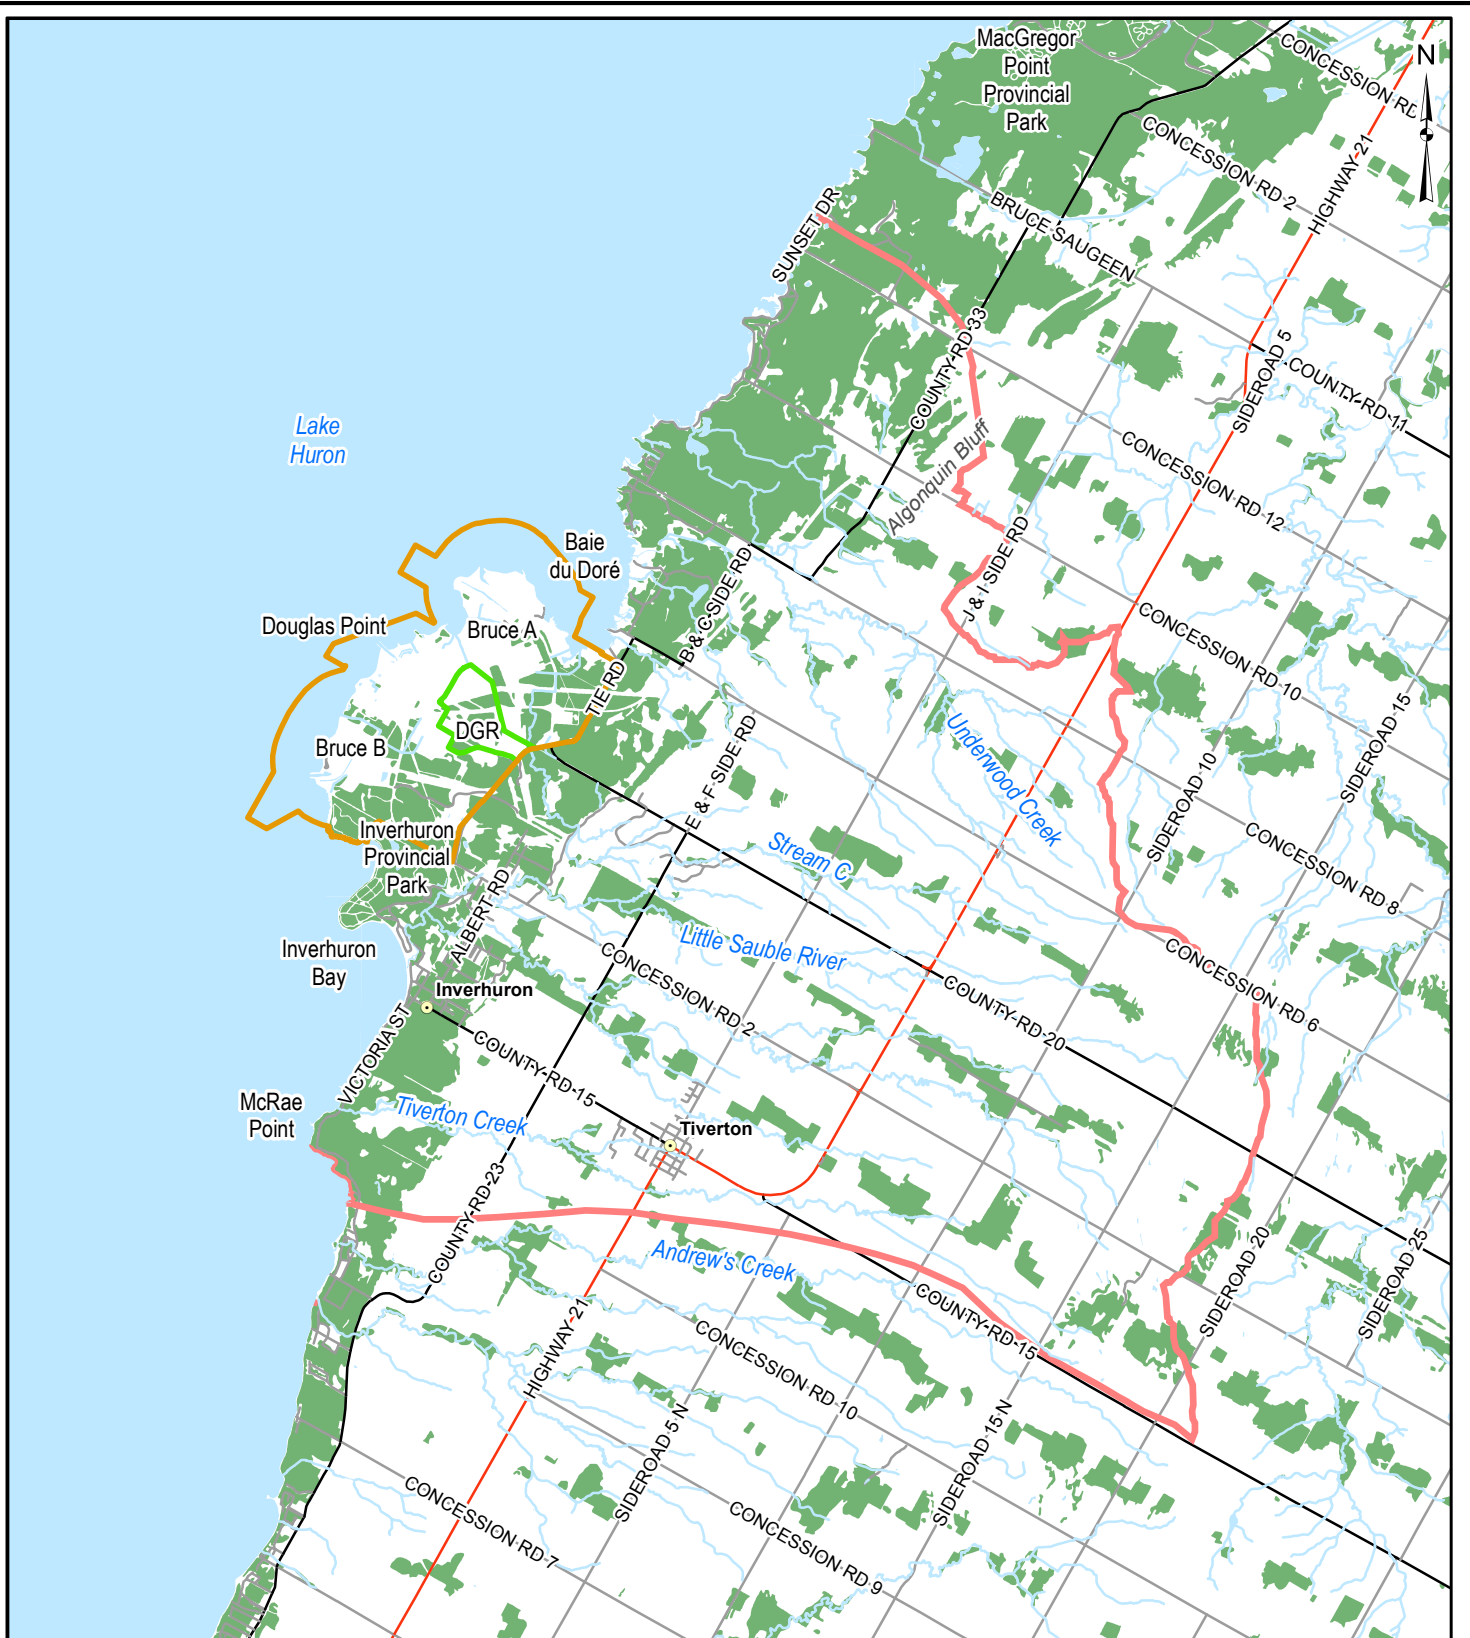 MacGregor
Point
Provincial
Park
CONCESSION RD
N
CONCESSION RD 2
HIGHWAY 21
BRUCE SAUGEEN
SUNSET DR
COUNTY RD 33
SIDEROAD 5
COUNTY RD 11
Lake
Huron
Algonquin Bluff
CONCESSION RD 12
Baie
du Doré
J & I SIDE RD
B & C SIDE RD
Douglas Point
Bruce A
CONCESSION RD 10
TIE RD
DGR
Bruce B
E & F SIDE RD
Underwood Creek
SIDEROAD 10
SIDEROAD 15
Inverhuron
Provincial
Park
Stream C
CONCESSION RD 8
ALBERT RD
Little Sauble River
Inverhuron
Bay
CONCESSION RD 2
CONCESSION RD 6
Inverhuron
COUNTY RD 20
VICTORIA ST
COUNTY RD 15
McRae
Point
Tiverton Creek
Tiverton
COUNTY RD 23
Andrew's Creek
SIDEROAD 20
SIDEROAD 25
COUNTY RD 15
HIGHWAY 21
CONCESSION RD 10
SIDEROAD 5 N
SIDEROAD 15 N
CONCESSION RD 7
CONCESSION RD 9